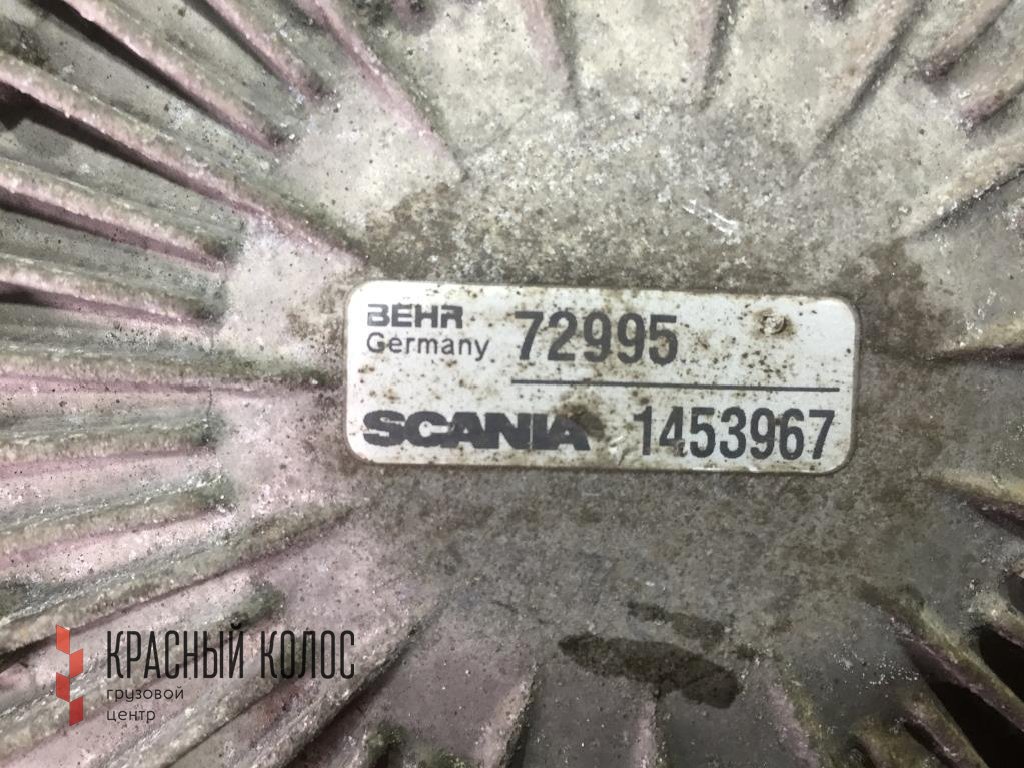 BEHR
Germany 72995
SCANIA 1453967
КРАСНЫЙ КОЛОС
грузовой
центр